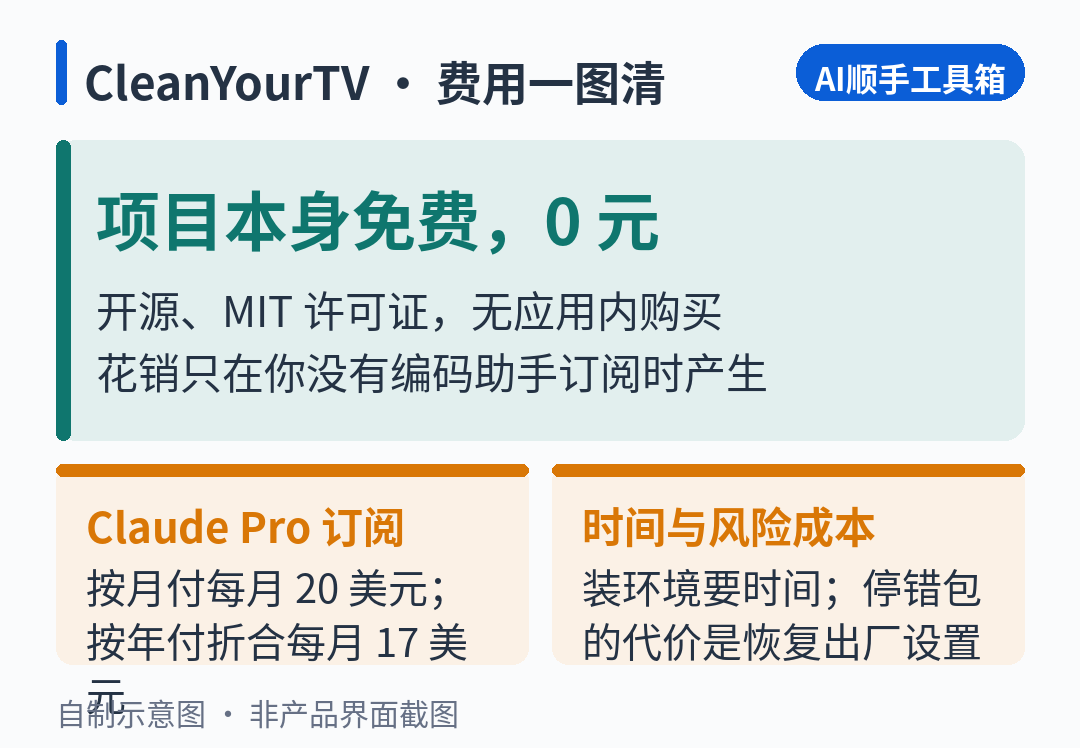 CleanYourTV · 费用一图清
AI顺手工具箱
项目本身免费，0 元
开源、MIT 许可证，无应用内购买
花销只在你没有编码助手订阅时产生
Claude Pro 订阅
按月付每月 20 美元；
按年付折合每月 17 美
元
时间与风险成本
装环境要时间；停错包
的代价是恢复出厂设置
自制示意图 · 非产品界面截图